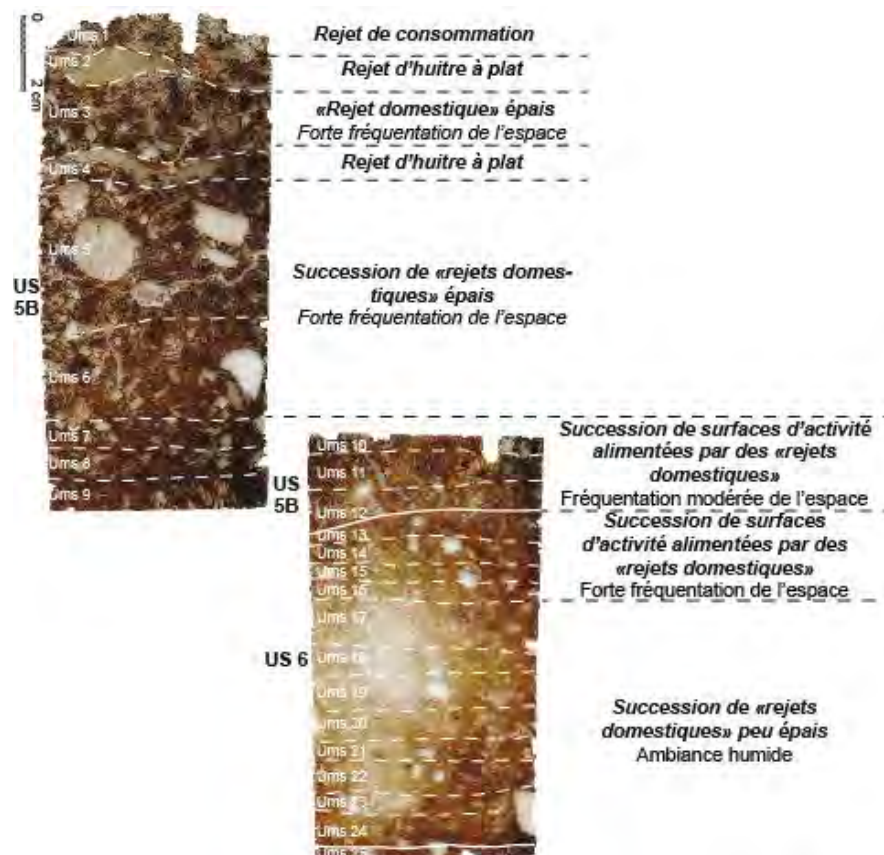 0
2 cm
Ums 1
Rejet de consommation
Ums 2
Rejet d'huitre à plat
Ums 3
«Rejet domestique» épais
Forte fréquentation de l'espace
Ums 4
Rejet d'huitre à plat
Ums 5
US
5B
Succession de «rejets domes-
tiques» épais
Forte fréquentation de l'espace
Ums 6
Ums 7
Ums 8
Ums 9
Ums 10
Ums 11
US
5B
Ums 12
Succession de surfaces d'activité
alimentées par des «rejets
domestiques»
Fréquentation modérée de l'espace
Ums 13
Ums 14
Ums 15
Ums 16
Succession de surfaces
d'activité alimentées par des
«rejets domestiques»
Forte fréquentation de l'espace
Ums 17
US 6
Ums 18
Ums 19
Ums 20
Ums 21
Ums 22
Ums 23
Ums 24
Ums 25
Succession de «rejets
domestiques» peu épais
Ambiance humide